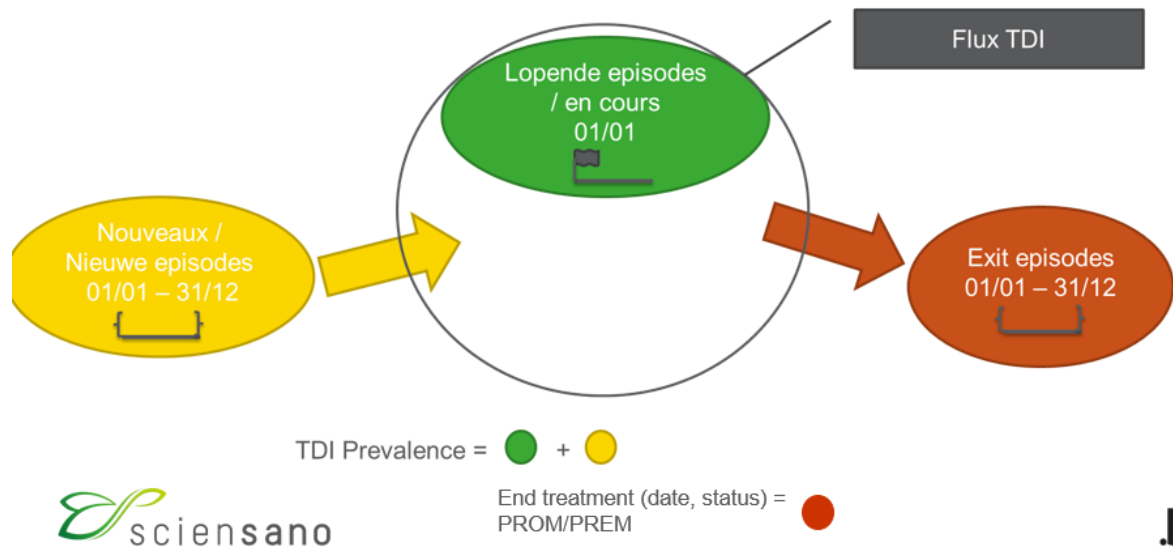 Flux TDI
Lopende episodes
/ en cours
01/01
Nouveaux /
Nieuwe episodes
01/01 – 31/12
Exit episodes
01/01 – 31/12
TDI Prevalence =
+
End treatment (date, status) =
PROM/PREM
sciensano